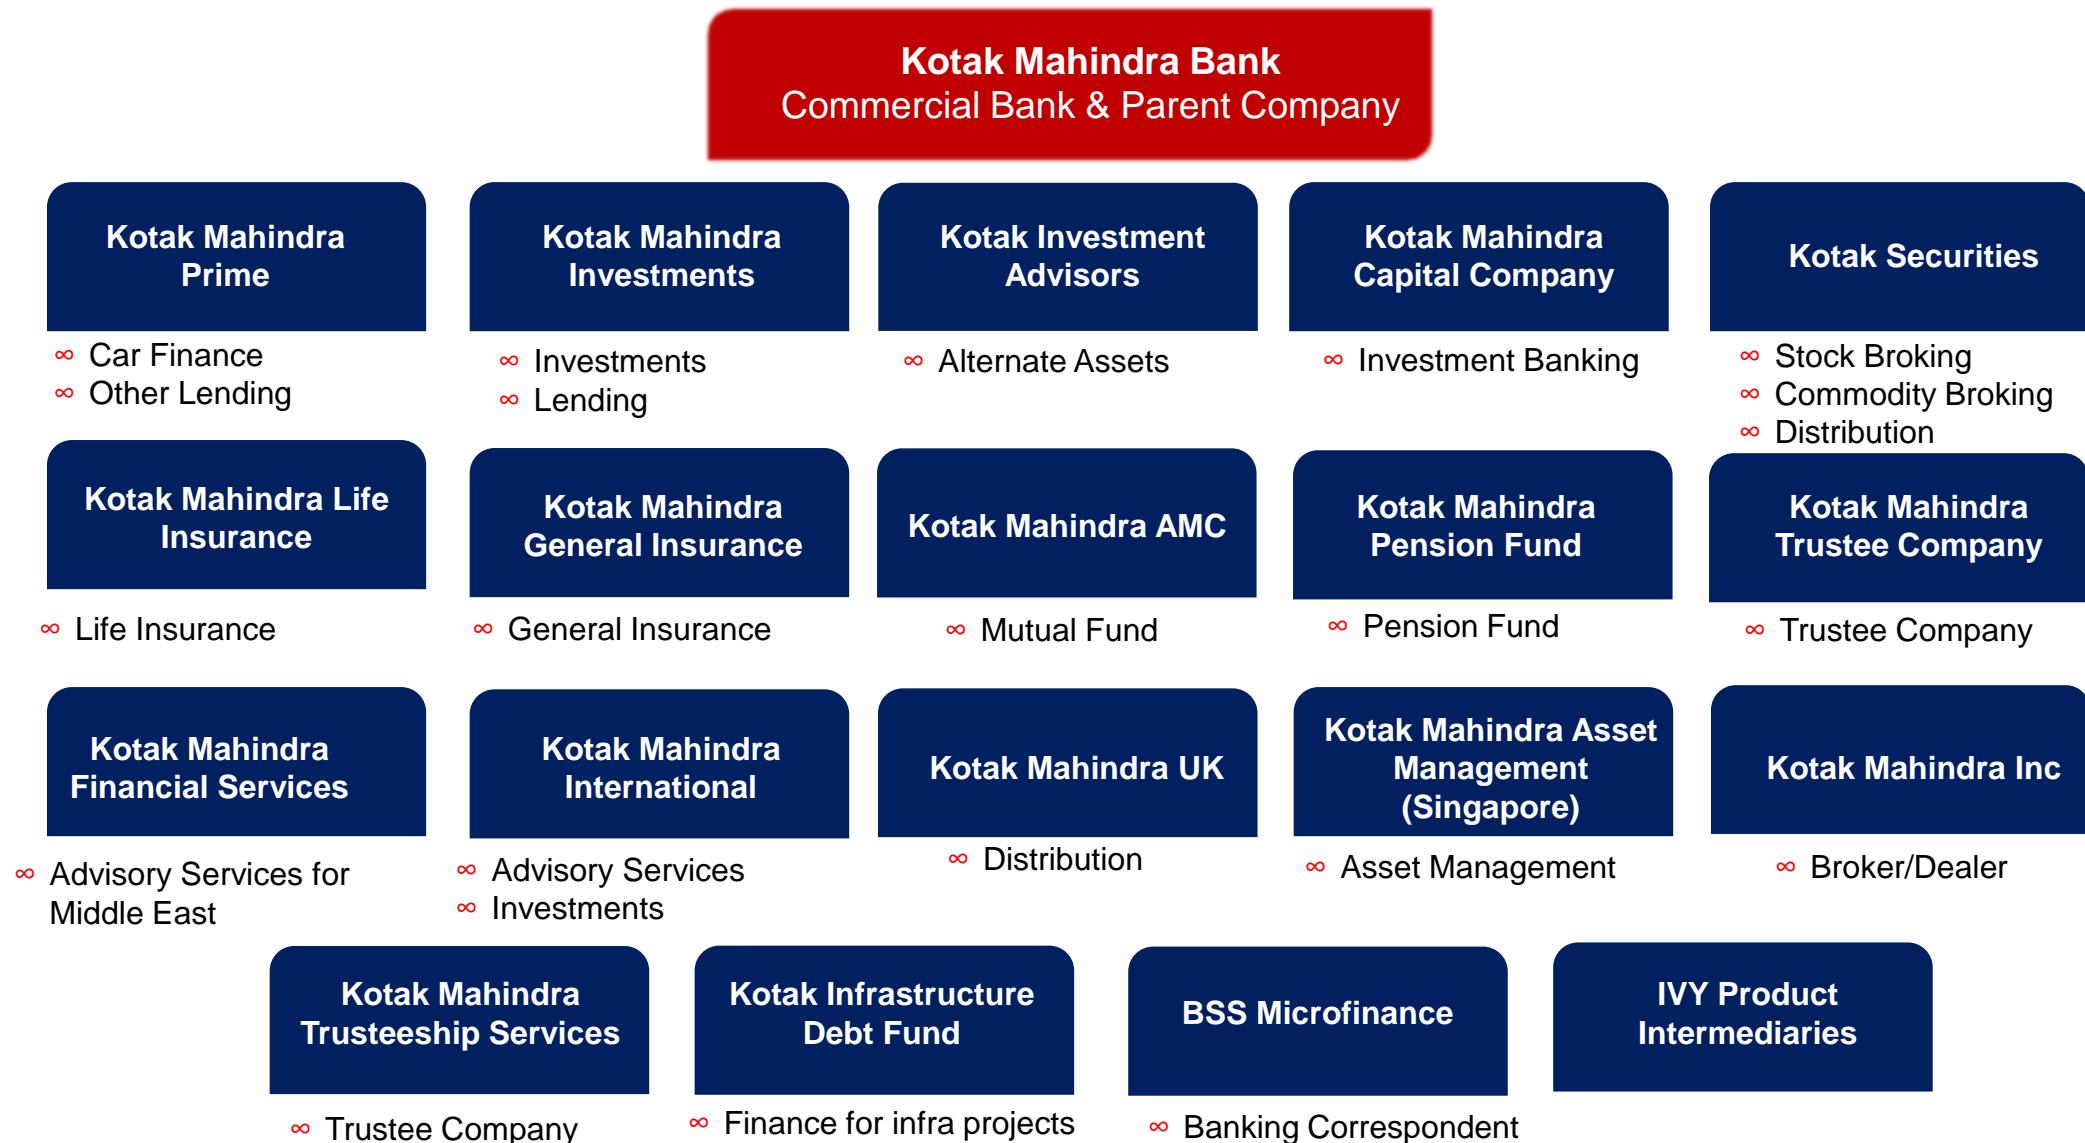 Kotak Mahindra Bank
Commercial Bank & Parent Company
Kotak Mahindra
Prime
∞ Car Finance
∞ Other Lending
Kotak Mahindra
Investments
∞ Investments
∞ Lending
Kotak Investment
Advisors
∞ Alternate Assets
Kotak Mahindra
Capital Company
∞ Investment Banking
Kotak Securities
∞ Stock Broking
∞ Commodity Broking
∞ Distribution
Kotak Mahindra Life
Insurance
∞ Life Insurance
Kotak Mahindra
General Insurance
∞ General Insurance
Kotak Mahindra AMC
∞ Mutual Fund
Kotak Mahindra
Pension Fund
∞ Pension Fund
Kotak Mahindra
Trustee Company
∞ Trustee Company
Kotak Mahindra
Financial Services
∞ Advisory Services for
Middle East
Kotak Mahindra
International
∞ Advisory Services
∞ Investments
Kotak Mahindra UK
∞ Distribution
Kotak Mahindra Asset
Management
(Singapore)
∞ Asset Management
Kotak Mahindra Inc
∞ Broker/Dealer
Kotak Mahindra
Trusteeship Services
∞ Trustee Company
Kotak Infrastructure
Debt Fund
∞ Finance for infra projects
BSS Microfinance
∞ Banking Correspondent
IVY Product
Intermediaries